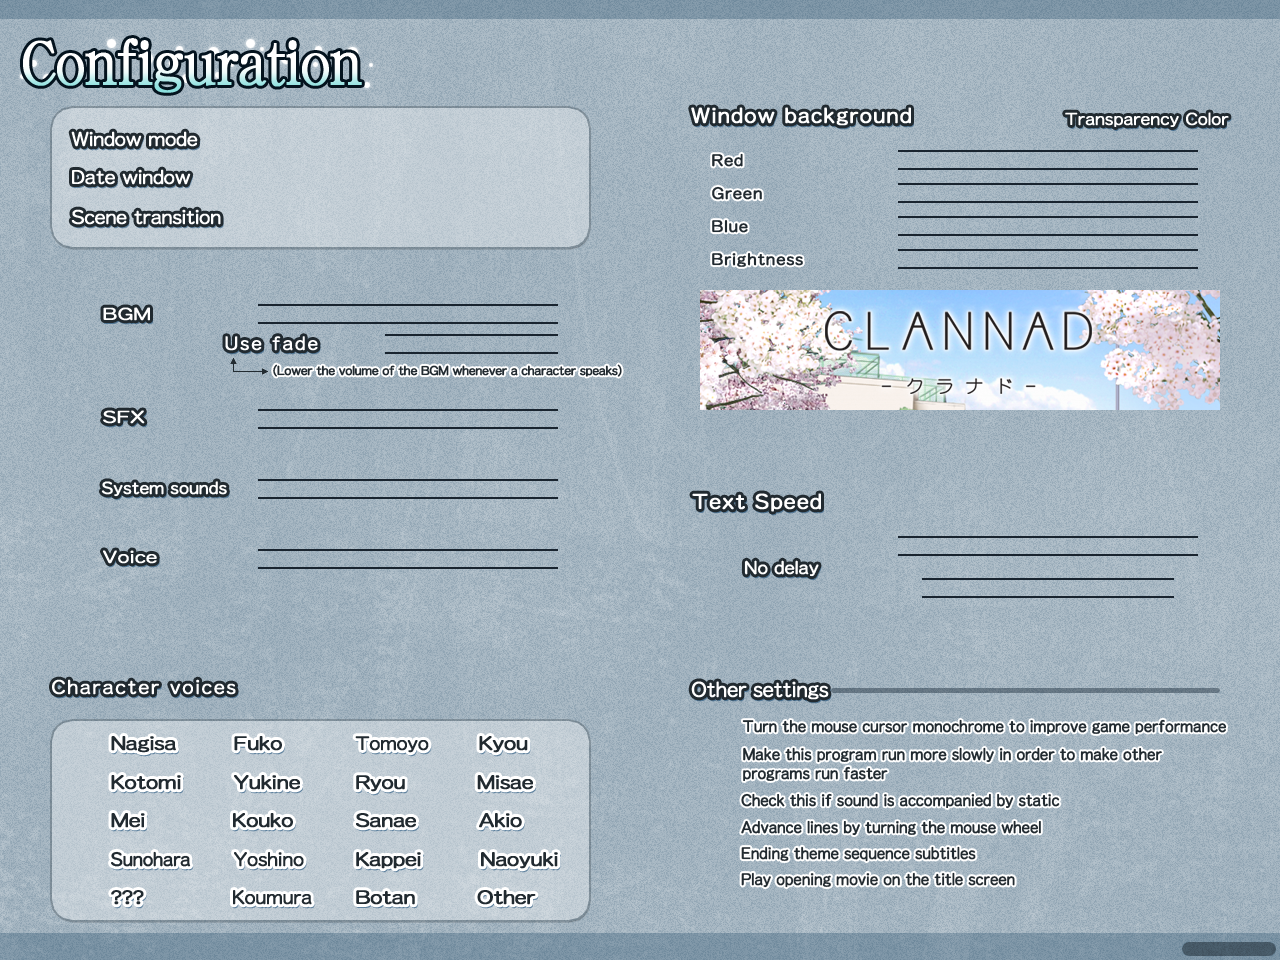 Configuration
Window mode
Date window
Scene transition
BGM
Use fade
(Lower the volume of the BGM whenever a character speaks)
SFX
System sounds
Voice
Character voices
Nagisa Fuko Tomoyo Kyou
Kotomi Yukine Ryou Misae
Mei Kouko Sanae Akio
Sunohara Yoshino Kappei Naoyuki
??? Koumura Botan Other
Window background Transparency Color
Red
Green
Blue
Brightness
CLANNAD
- クラナド -
Text Speed
No delay
Other settings
Turn the mouse cursor monochrome to improve game performance
Make this program run more slowly in order to make other
programs run faster
Check this if sound is accompanied by static
Advance lines by turning the mouse wheel
Ending theme sequence subtitles
Play opening movie on the title screen